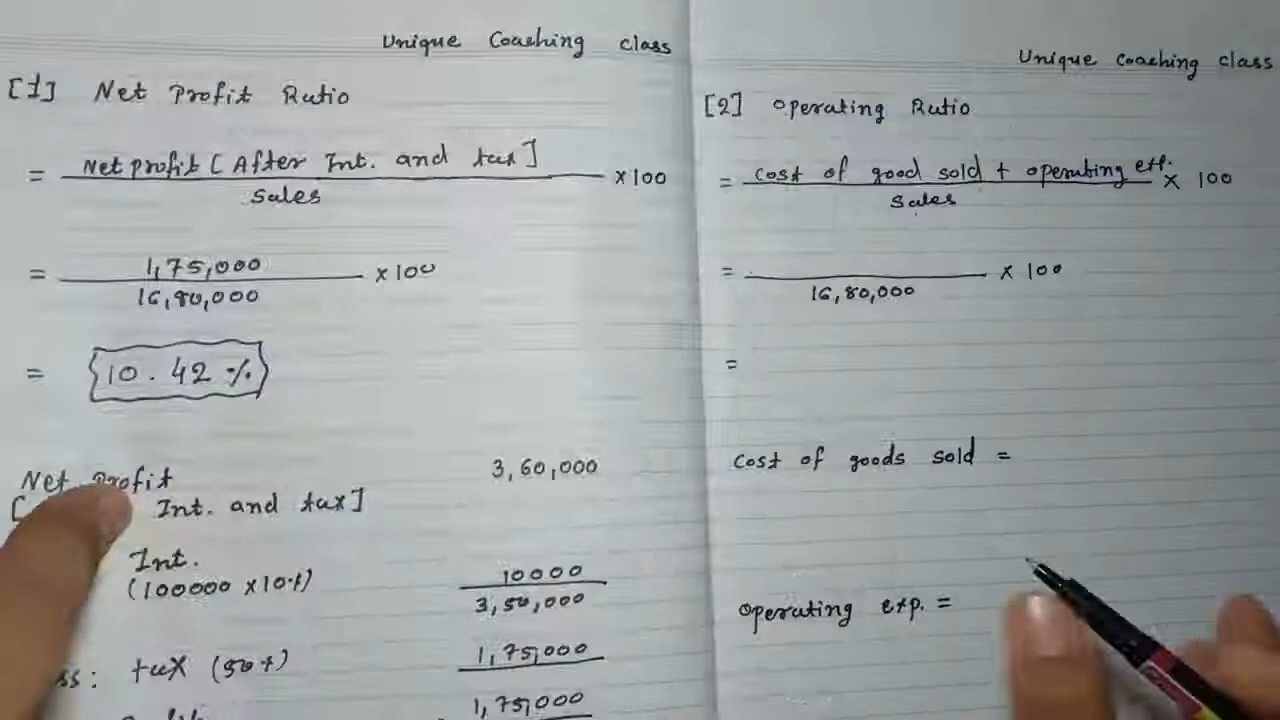 Unique Coaching class
[1] Net Profit Ratio
= Net profit [After Int. and tax] × 100
sales
= 1,75,000 × 100
16,80,000
= 10.42 %
Net Profit 3,60,000
[ Int. and tax]
Int.
(100000 × 10%) 10000
3,50,000
ss: tax (50%) 1,75,000
1,75,000
Unique Coaching class
[2] Operating Ratio
= Cost of good sold + operating exp. × 100
Sales
= × 100
16,80,000
=
Cost of goods sold =
Operating exp. =